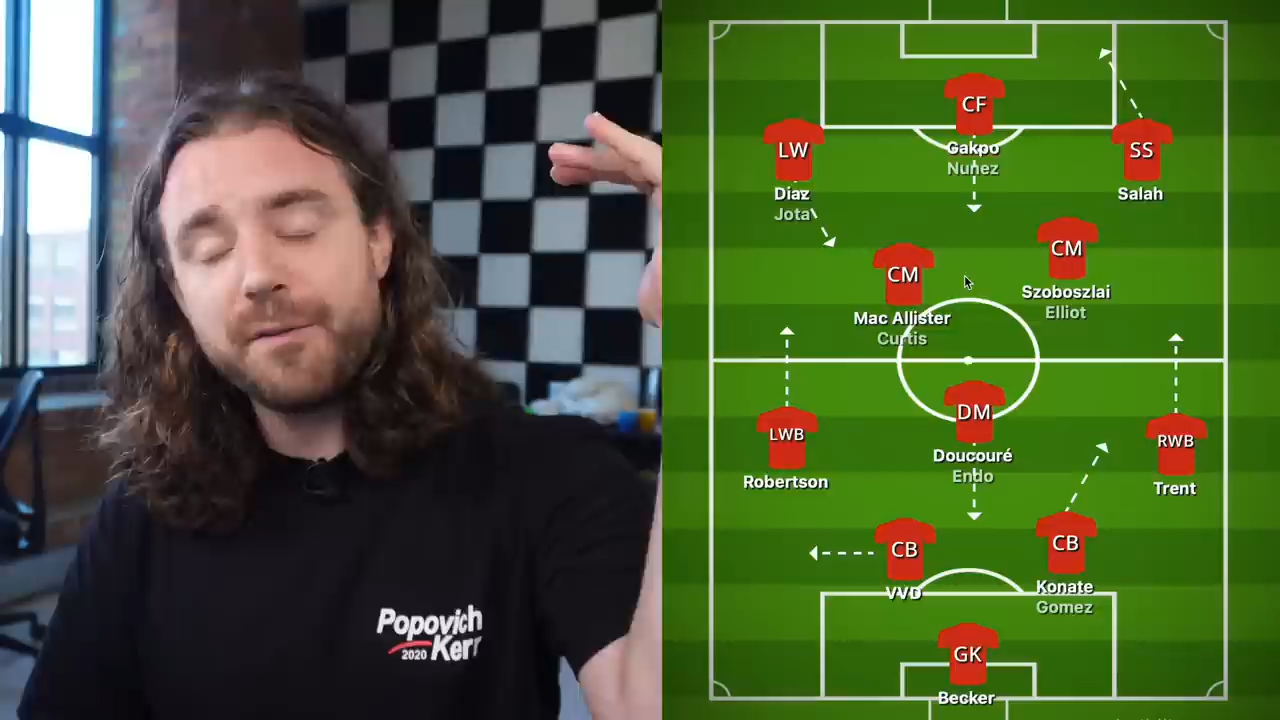 Popovich
2020 Kerr
CF
Gakpo
Nunez
LW
Diaz
Jota
SS
Salah
CM
Mac Allister
Curtis
CM
Szoboszlai
Elliot
LWB
Robertson
DM
Doucouré
Endo
RWB
Trent
CB
VVD
CB
Konate
Gomez
GK
Becker